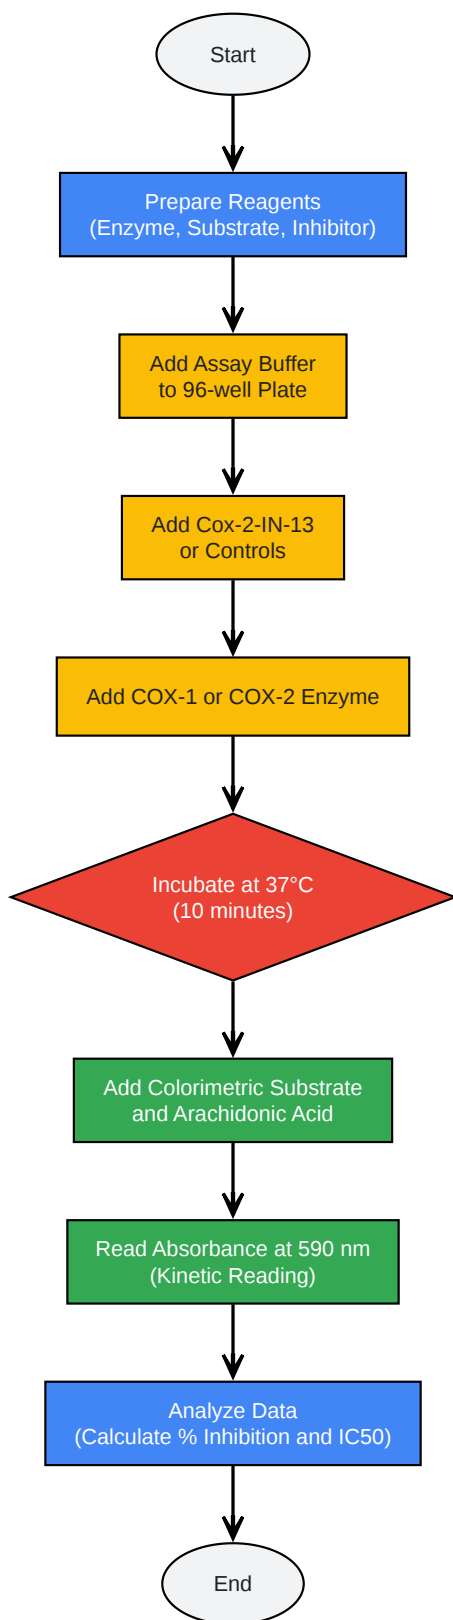 Start
Prepare Reagents
(Enzyme, Substrate, Inhibitor)
Add Assay Buffer
to 96-well Plate
Add Cox-2-IN-13
or Controls
Add COX-1 or COX-2 Enzyme
Incubate at 37°C
(10 minutes)
Add Colorimetric Substrate
and Arachidonic Acid
Read Absorbance at 590 nm
(Kinetic Reading)
Analyze Data
(Calculate % Inhibition and IC50)
End